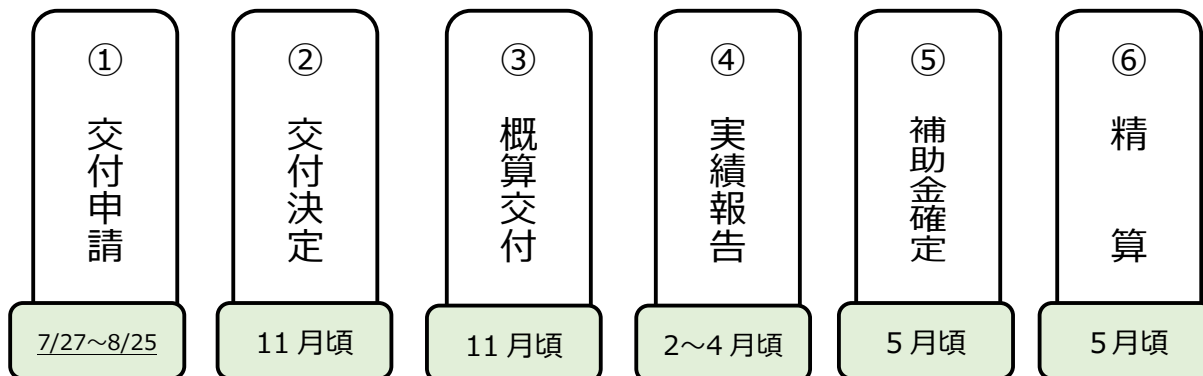 ①
交付申請
7/27～8/25
②
交付決定
11月頃
③
概算交付
11月頃
④
実績報告
2～4月頃
⑤
補助金確定
5月頃
⑥
精算
5月頃